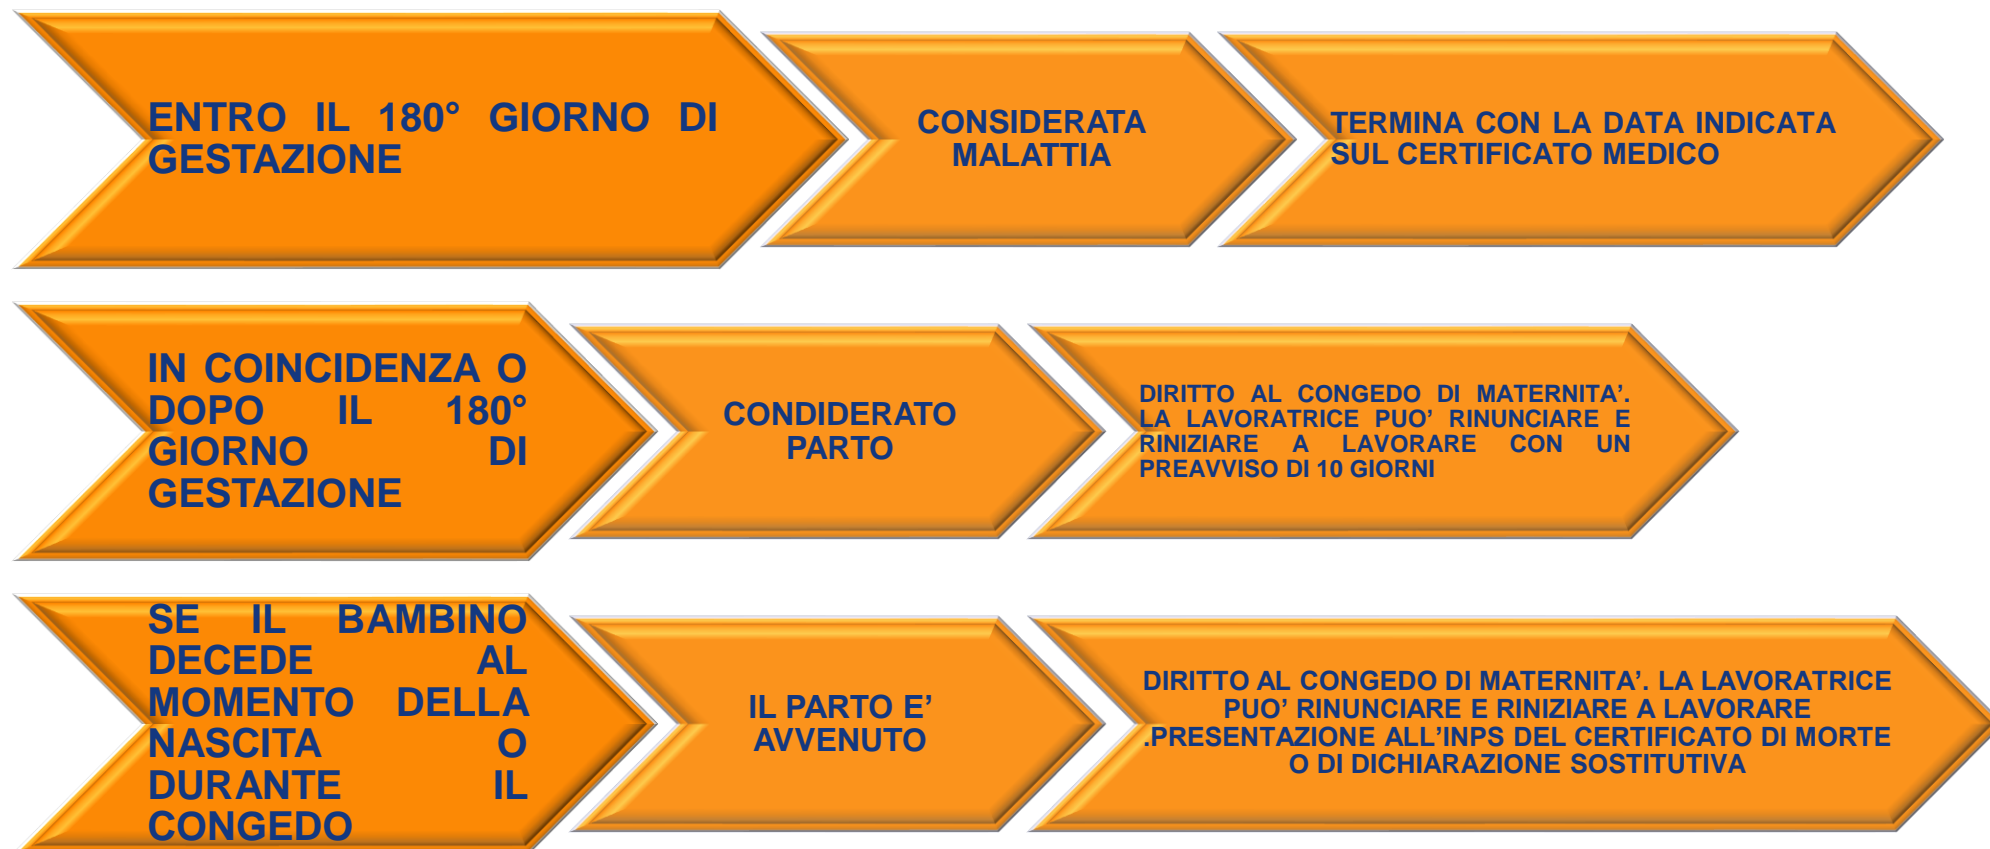 ENTRO IL 180° GIORNO DI
GESTAZIONE
CONSIDERATA
MALATTIA
TERMINA CON LA DATA INDICATA
SUL CERTIFICATO MEDICO
IN COINCIDENZA O
DOPO IL 180°
GIORNO DI
GESTAZIONE
CONDIDERATO
PARTO
DIRITTO AL CONGEDO DI MATERNITA’.
LA LAVORATRICE PUO’ RINUNCIARE E
RINIZIARE A LAVORARE CON UN
PREAVVISO DI 10 GIORNI
SE IL BAMBINO
DECEDE AL
MOMENTO DELLA
NASCITA O
DURANTE IL
CONGEDO
IL PARTO E’
AVVENUTO
DIRITTO AL CONGEDO DI MATERNITA’. LA LAVORATRICE
PUO’ RINUNCIARE E RINIZIARE A LAVORARE
.PRESENTAZIONE ALL’INPS DEL CERTIFICATO DI MORTE
O DI DICHIARAZIONE SOSTITUTIVA